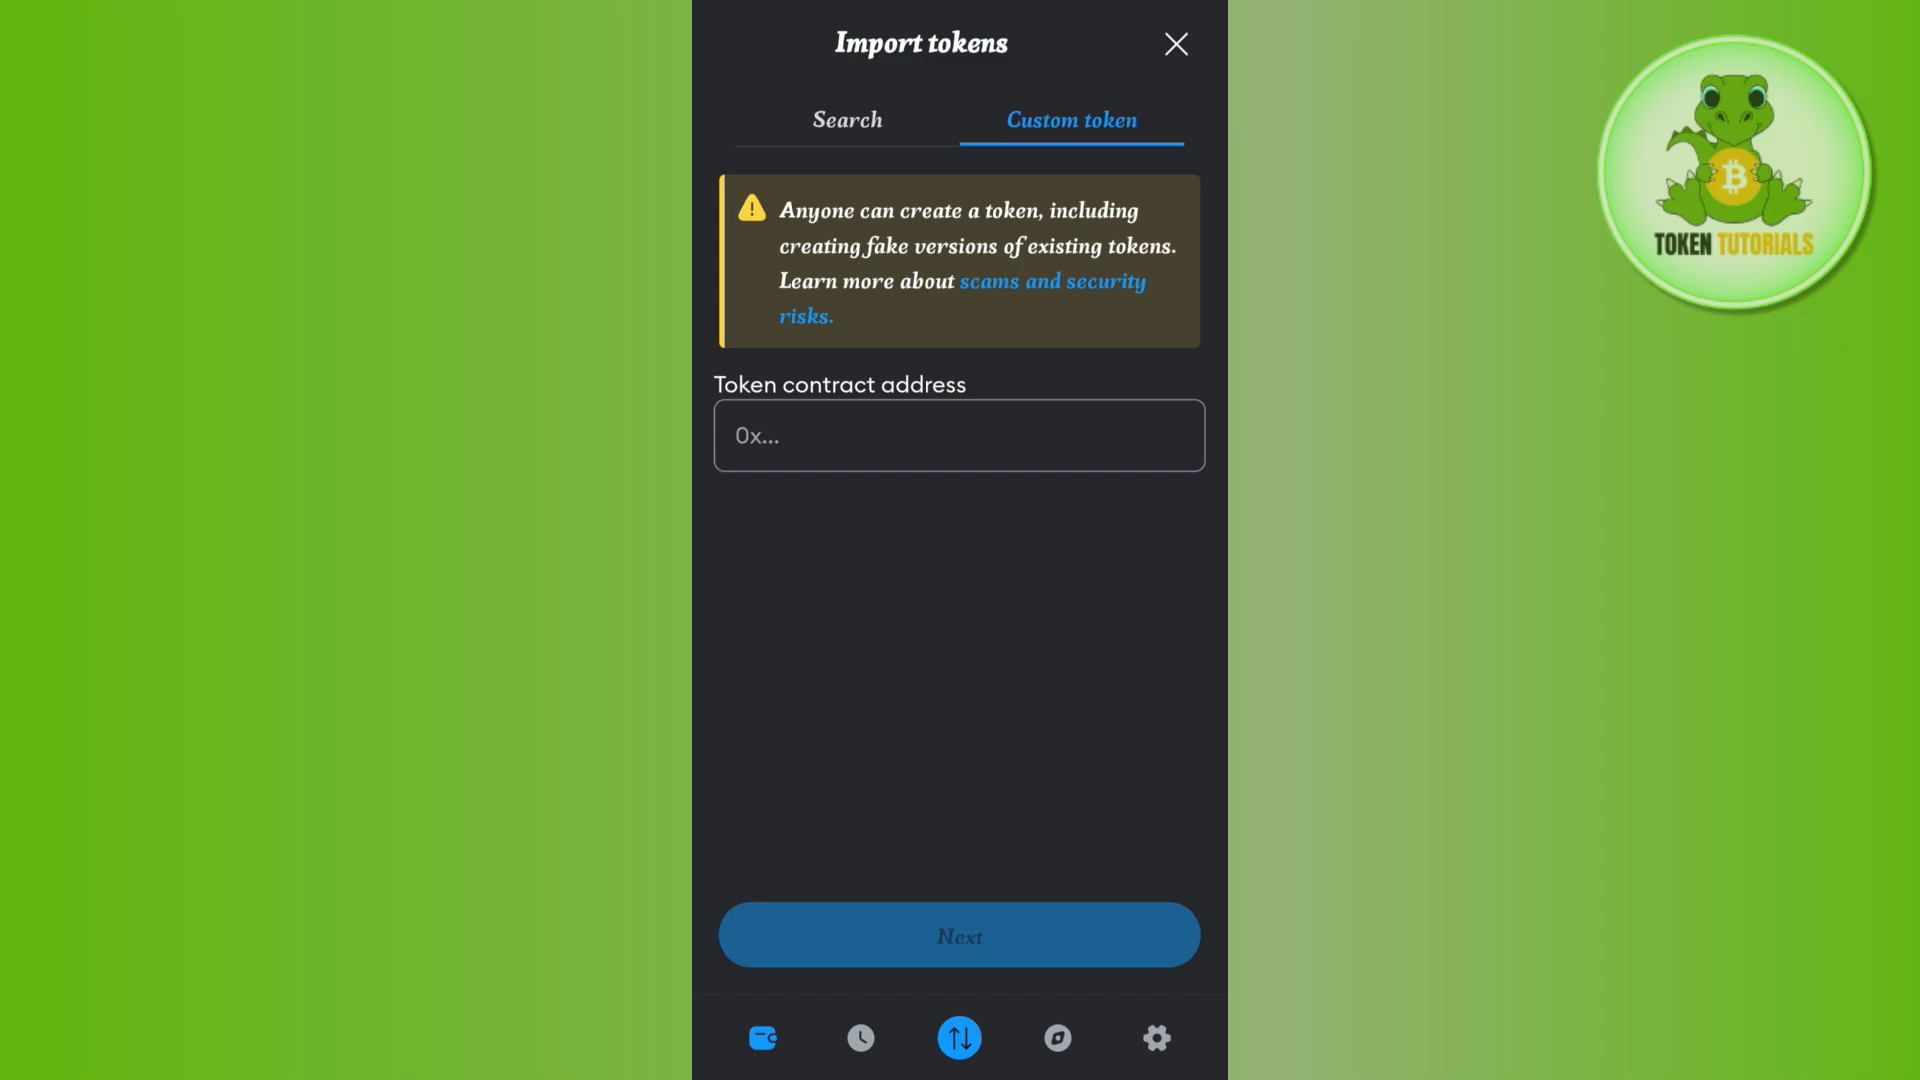 Import tokens
Search
Custom token
Anyone can create a token, including
creating fake versions of existing tokens.
Learn more about scams and security
risks.
Token contract address
0x...
Next
TOKEN TUTORIALS